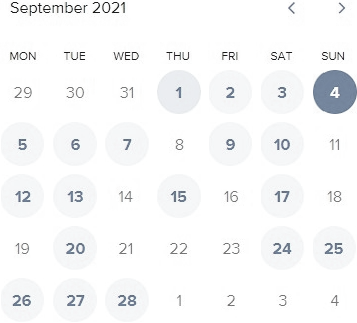 September 2021
MON TUE WED THU FRI SAT SUN
29 30 31 1 2 3 4
5 6 7 8 9 10 11
12 13 14 15 16 17 18
19 20 21 22 23 24 25
26 27 28 1 2 3 4